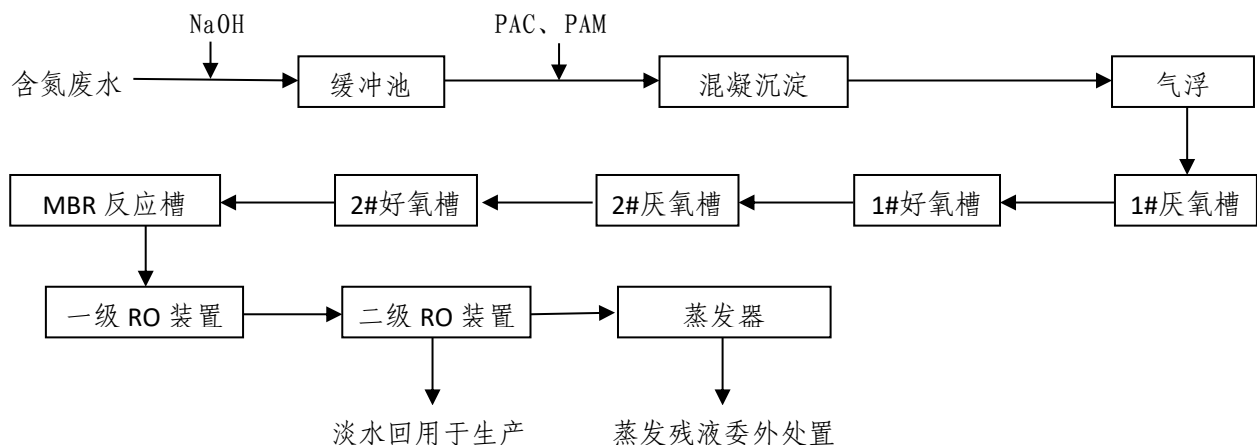 NaOH
PAC、PAM
含氮废水
缓冲池
混凝沉淀
气浮
MBR 反应槽
2#好氧槽
2#厌氧槽
1#好氧槽
1#厌氧槽
一级 RO 装置
二级 RO 装置
蒸发器
淡水回用于生产
蒸发残液委外处置